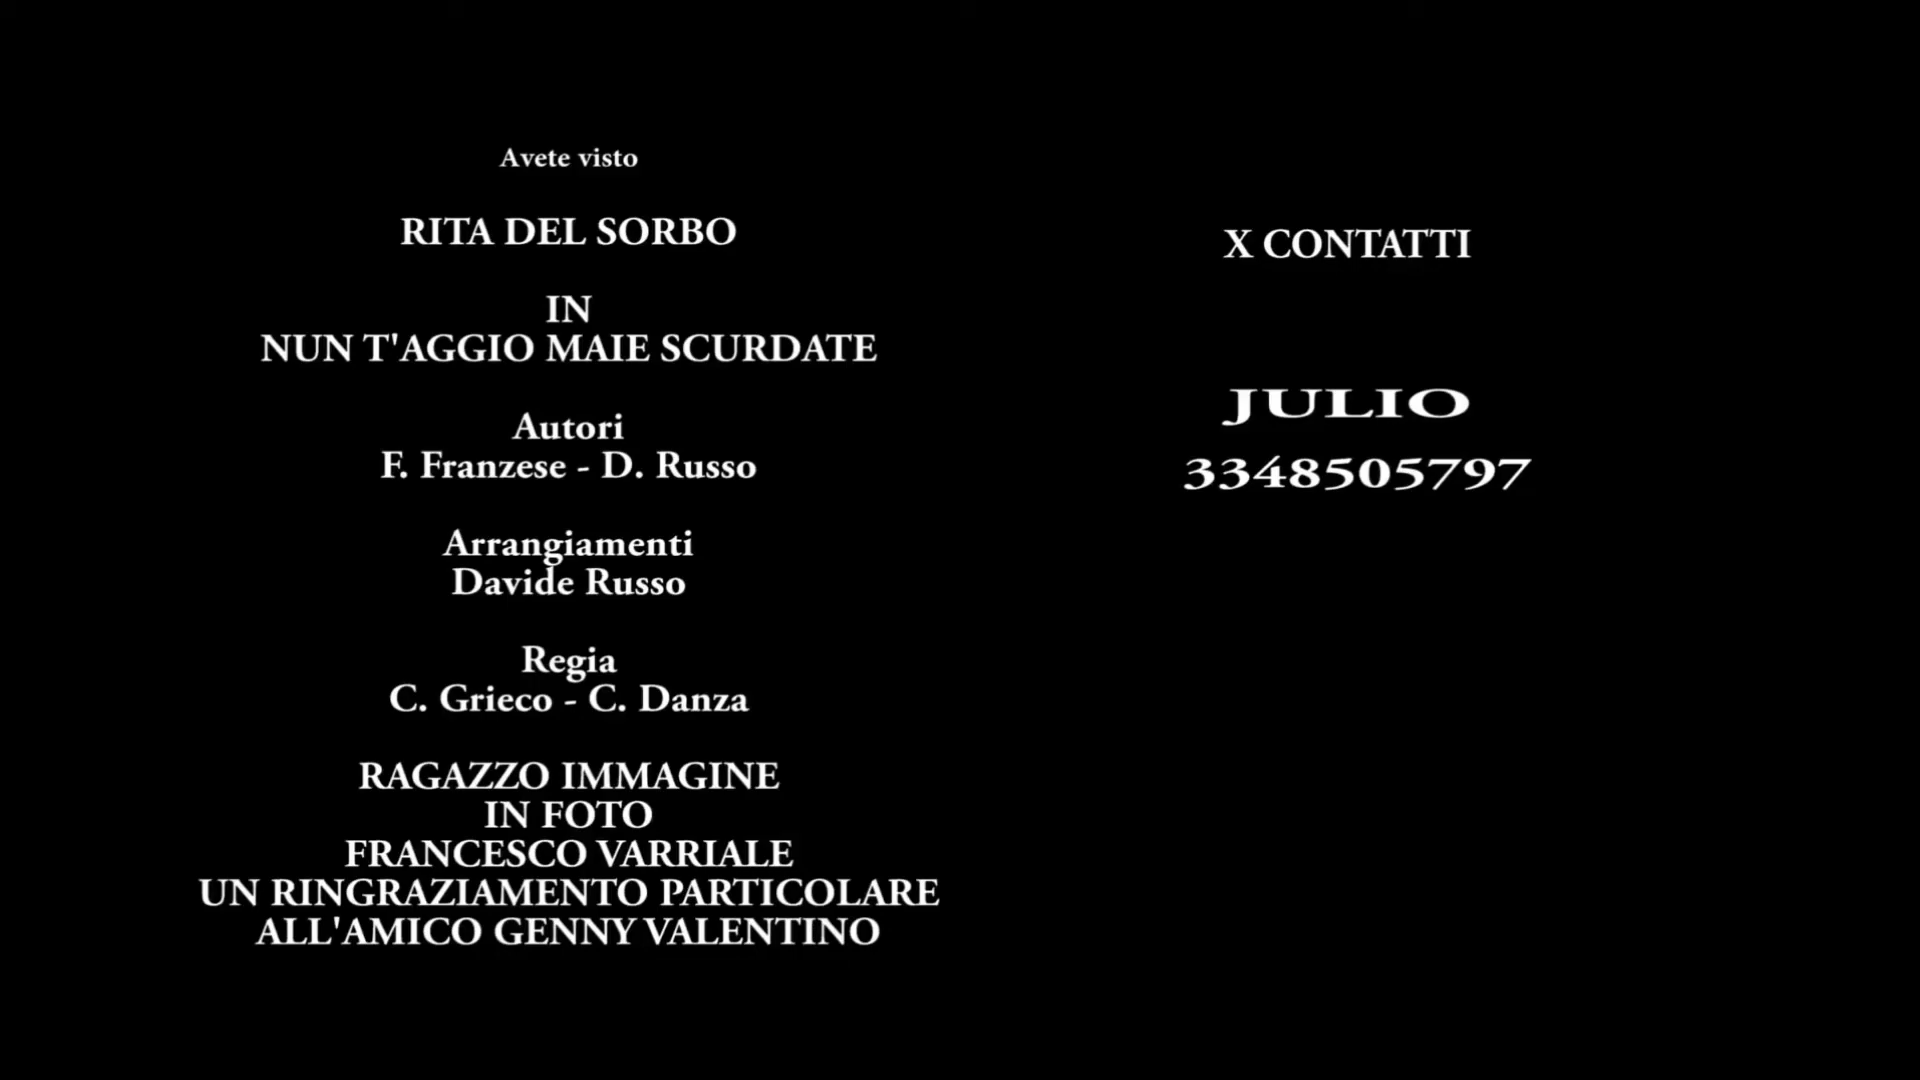 Avete visto
RITA DEL SORBO
IN
NUN T'AGGIO MAIE SCURDATE
Autori
F. Franzese - D. Russo
Arrangiamenti
Davide Russo
Regia
C. Grieco - C. Danza
RAGAZZO IMMAGINE
IN FOTO
FRANCESCO VARRIALE
UN RINGRAZIAMENTO PARTICOLARE
ALL'AMICO GENNY VALENTINO
X CONTATTI
JULIO
3348505797